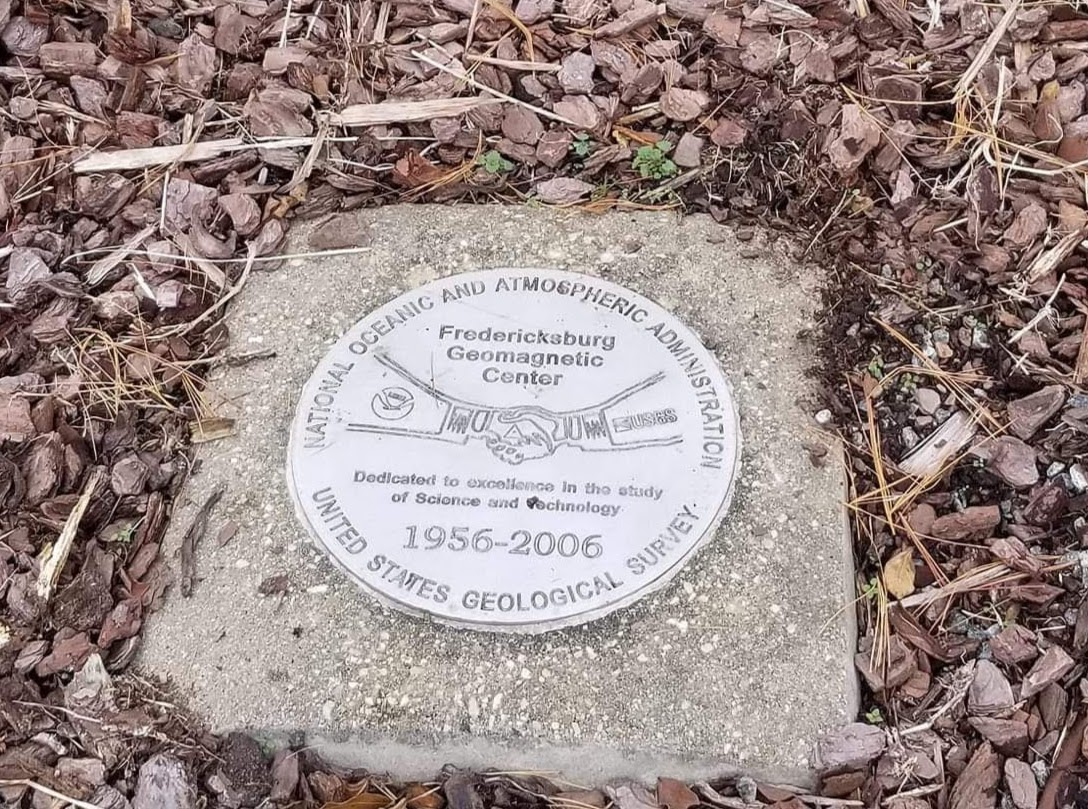 NATIONAL OCEANIC AND ATMOSPHERIC ADMINISTRATION
Fredericksburg
Geomagnetic
Center
USGS
Dedicated to excellence in the study
of Science and Technology
1956-2006
UNITED STATES GEOLOGICAL SURVEY